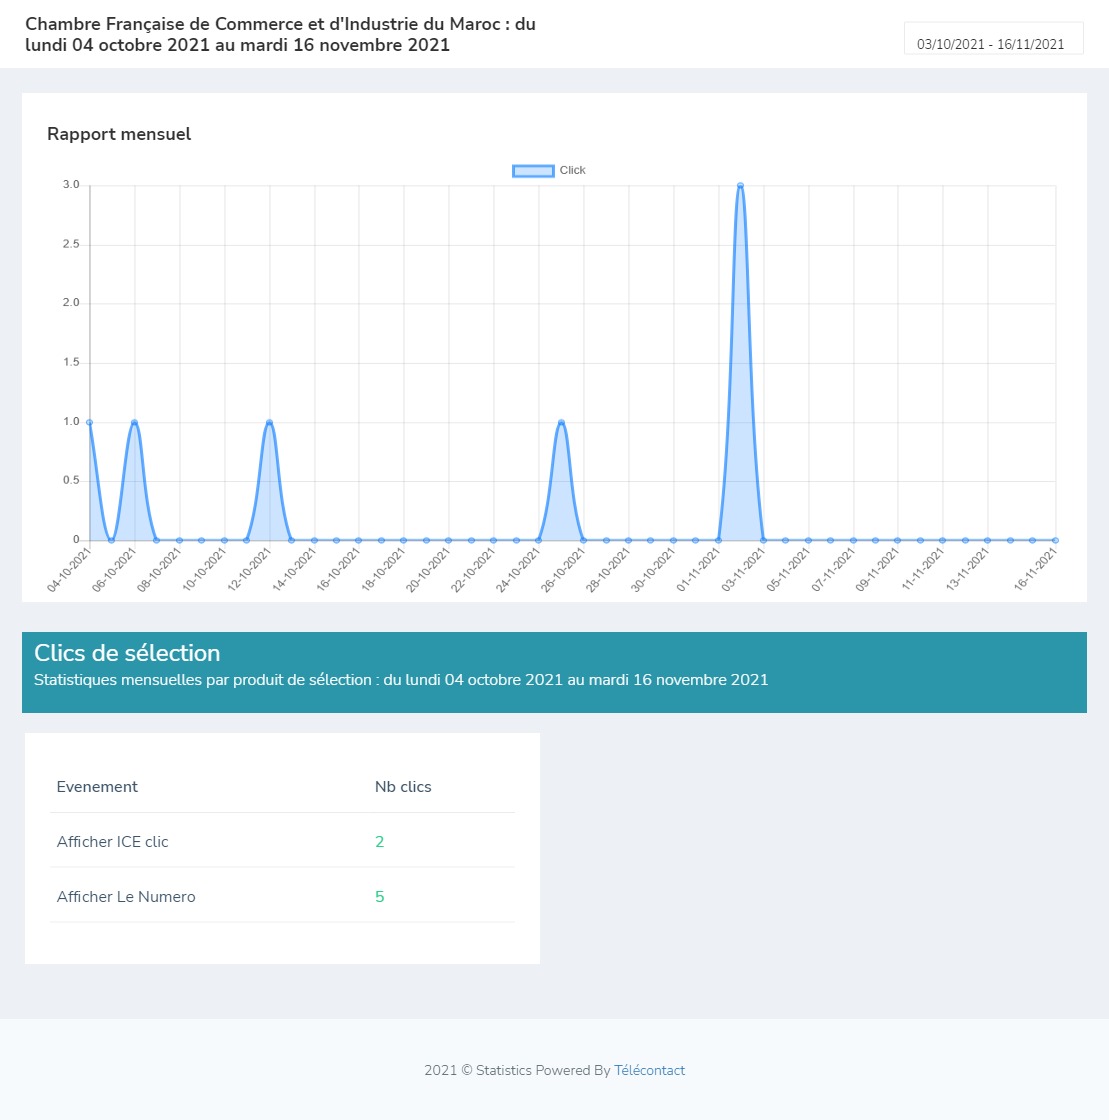 Chambre Française de Commerce et d'Industrie du Maroc : du
lundi 04 octobre 2021 au mardi 16 novembre 2021
03/10/2021 - 16/11/2021
Rapport mensuel
Click
3.0
2.5
2.0
1.5
1.0
0.5
0
04-10-2021
06-10-2021
08-10-2021
10-10-2021
12-10-2021
14-10-2021
16-10-2021
18-10-2021
20-10-2021
22-10-2021
24-10-2021
26-10-2021
28-10-2021
30-10-2021
01-11-2021
03-11-2021
05-11-2021
07-11-2021
09-11-2021
11-11-2021
13-11-2021
16-11-2021
Clics de sélection
Statistiques mensuelles par produit de sélection : du lundi 04 octobre 2021 au mardi 16 novembre 2021
Evenement Nb clics
Afficher ICE clic 2
Afficher Le Numero 5
2021 © Statistics Powered By Télécontact